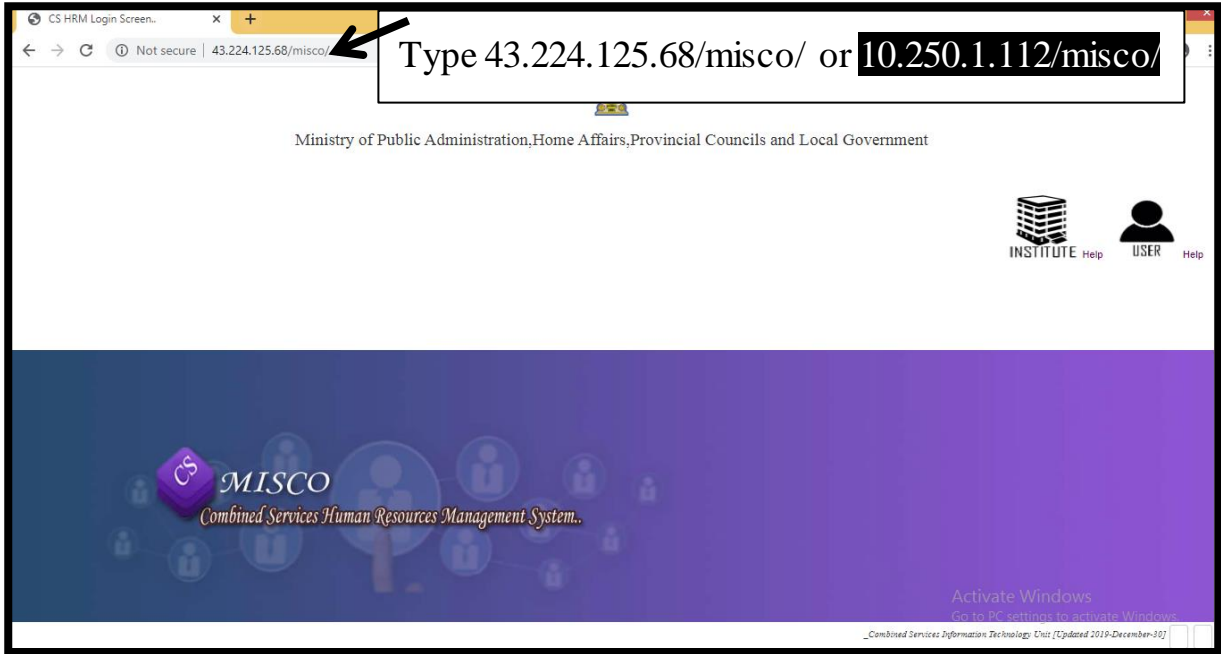 CS HRM Login Screen..
Not secure | 43.224.125.68/misco/
Type 43.224.125.68/misco/ or 10.250.1.112/misco/
Ministry of Public Administration,Home Affairs,Provincial Councils and Local Government
INSTITUTE Help USER Help
CS
MISCO
Combined Services Human Resources Management System..
Activate Windows
Go to PC settings to activate Windows.
_Combined Services Information Technology Unit [Updated 2019-December-30]